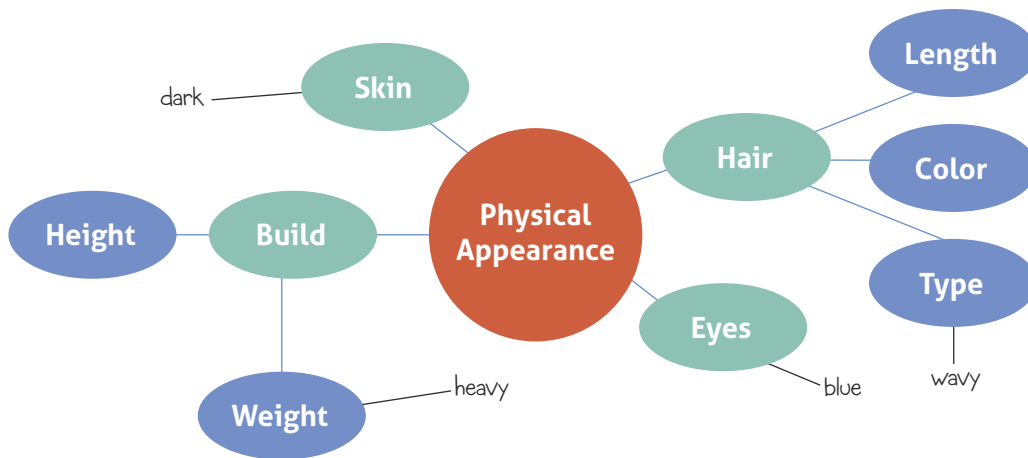 Length
Skin
dark
Hair
Color
Physical
Appearance
Height
Build
Type
Eyes
wavy
heavy
blue
Weight